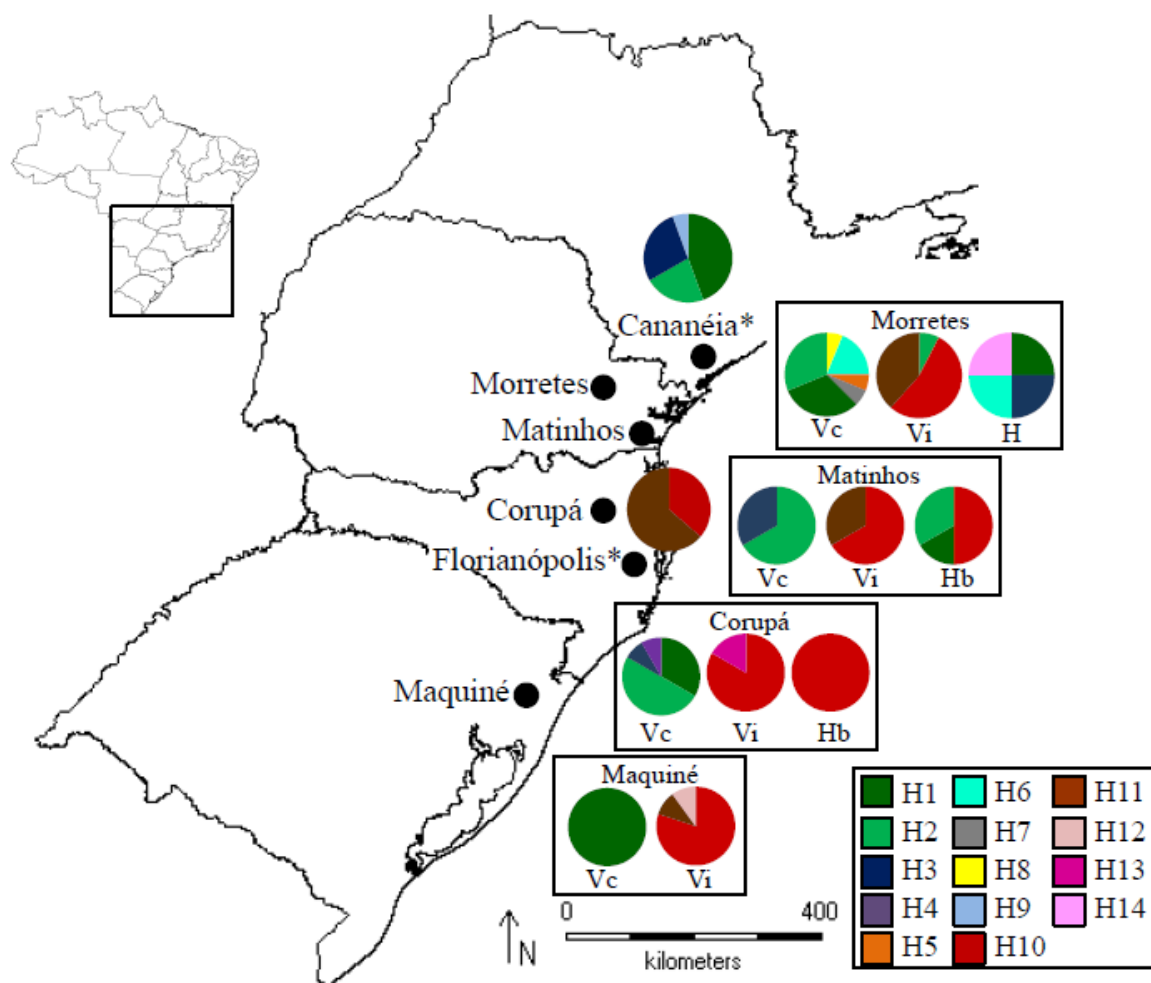 Cananéia*
Morretes
Matinhos
Corupá
Florianópolis*
Maquiné
Morretes
Vc Vi H
Matinhos
Vc Vi Hb
Corupá
Vc Vi Hb
Maquiné
Vc Vi
N
0 400
kilometers
H1 H6 H11
H2 H7 H12
H3 H8 H13
H4 H9 H14
H5 H10